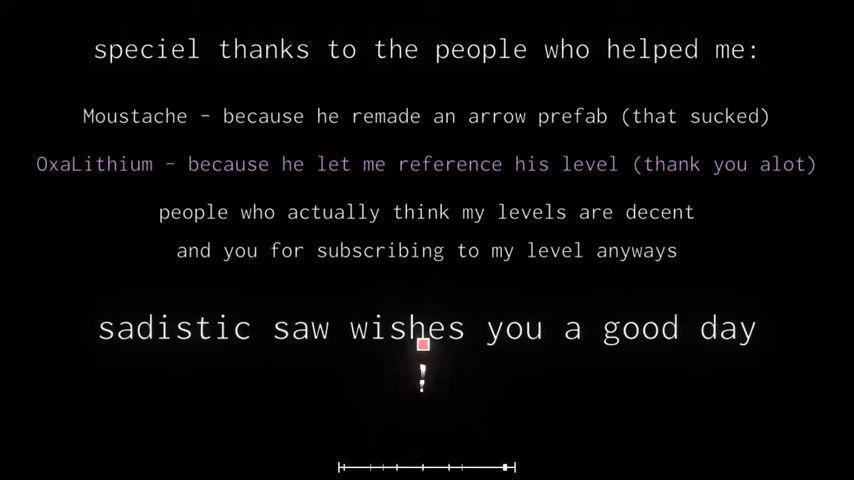 speciel thanks to the people who helped me:
Moustache - because he remade an arrow prefab (that sucked)
OxaLithium - because he let me reference his level (thank you alot)
people who actually think my levels are decent
and you for subscribing to my level anyways
sadistic saw wishes you a good day
!